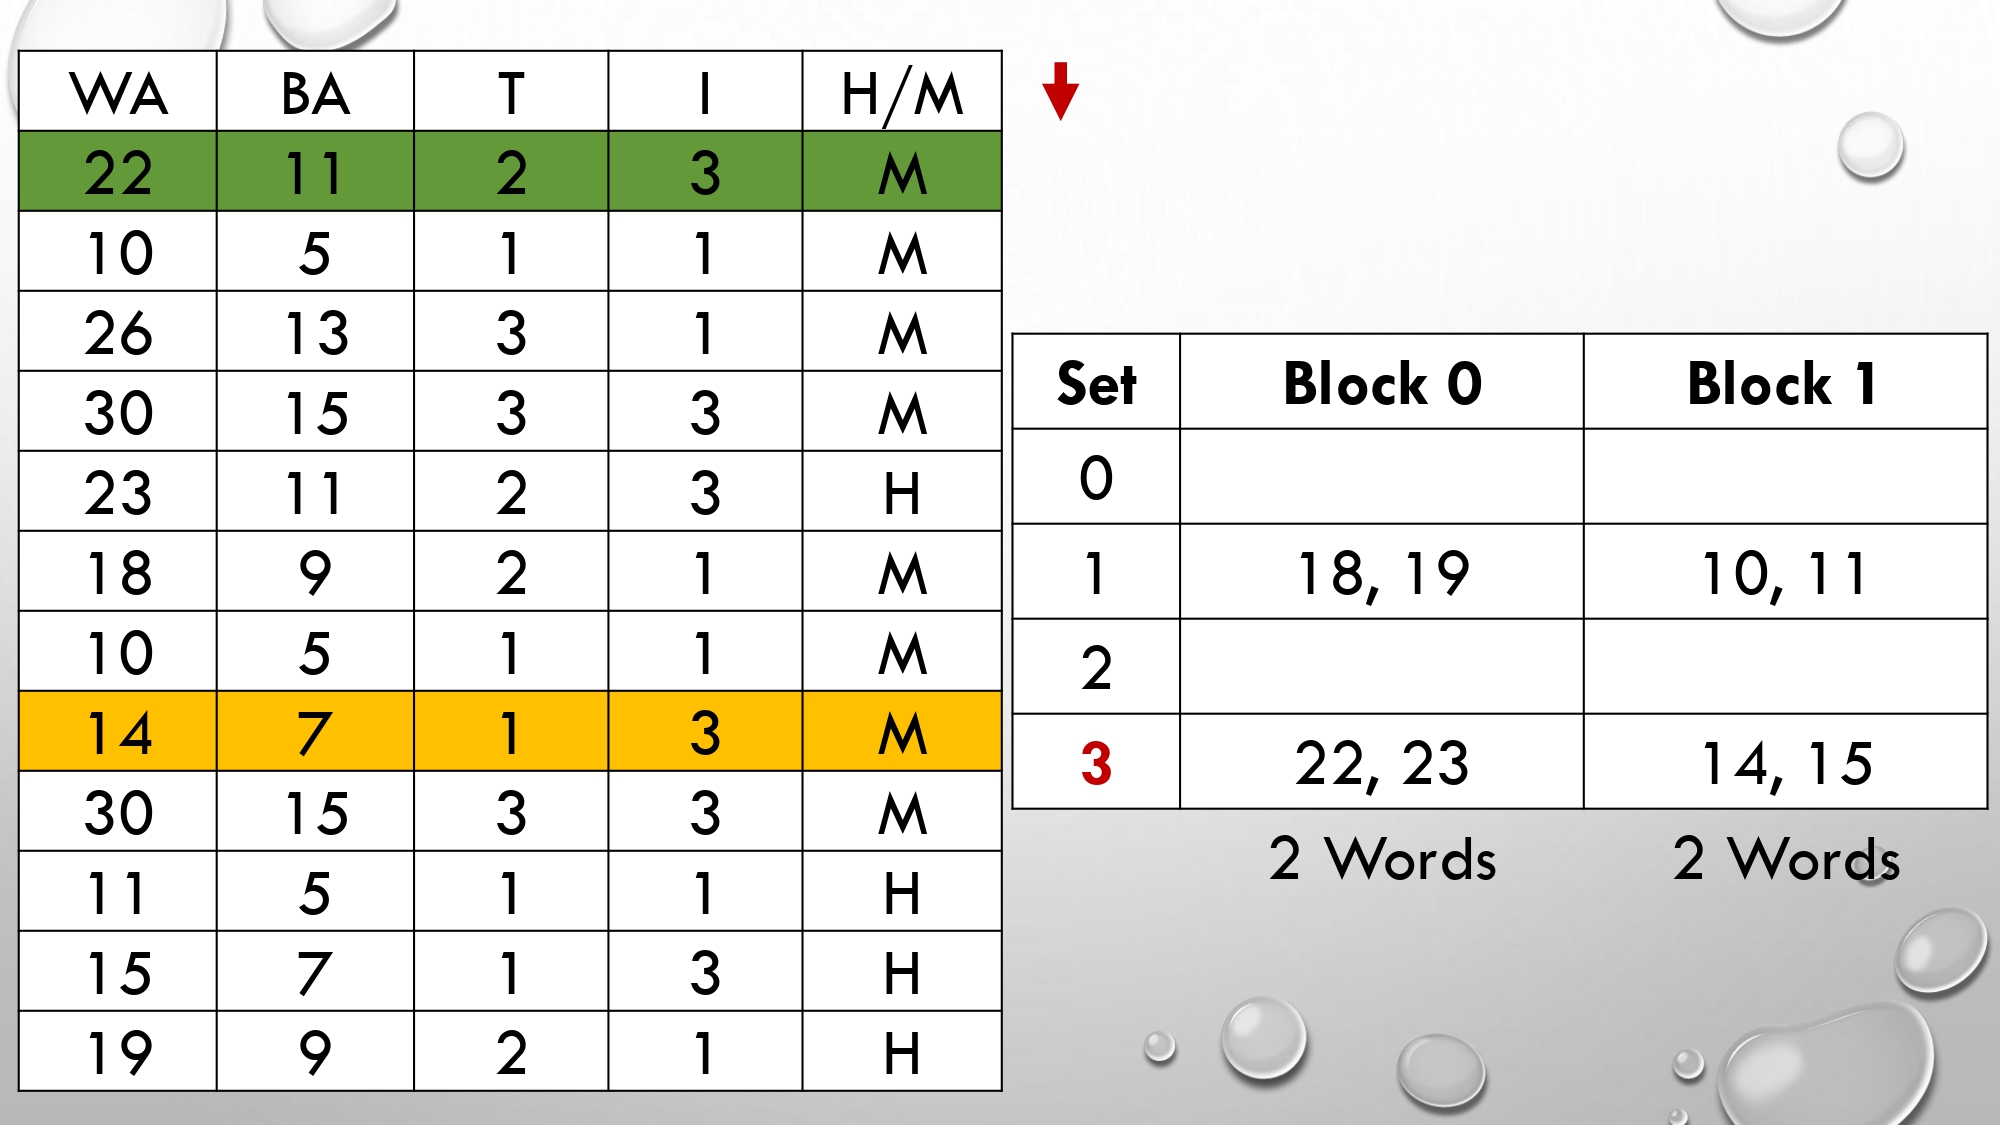 WA BA T I H/M
22 11 2 3 M
10 5 1 1 M
26 13 3 1 M
30 15 3 3 M
23 11 2 3 H
18 9 2 1 M
10 5 1 1 M
14 7 1 3 M
30 15 3 3 M
11 5 1 1 H
15 7 1 3 H
19 9 2 1 H
Set Block 0 Block 1
0
1 18, 19 10, 11
2
3 22, 23 14, 15
2 Words 2 Words